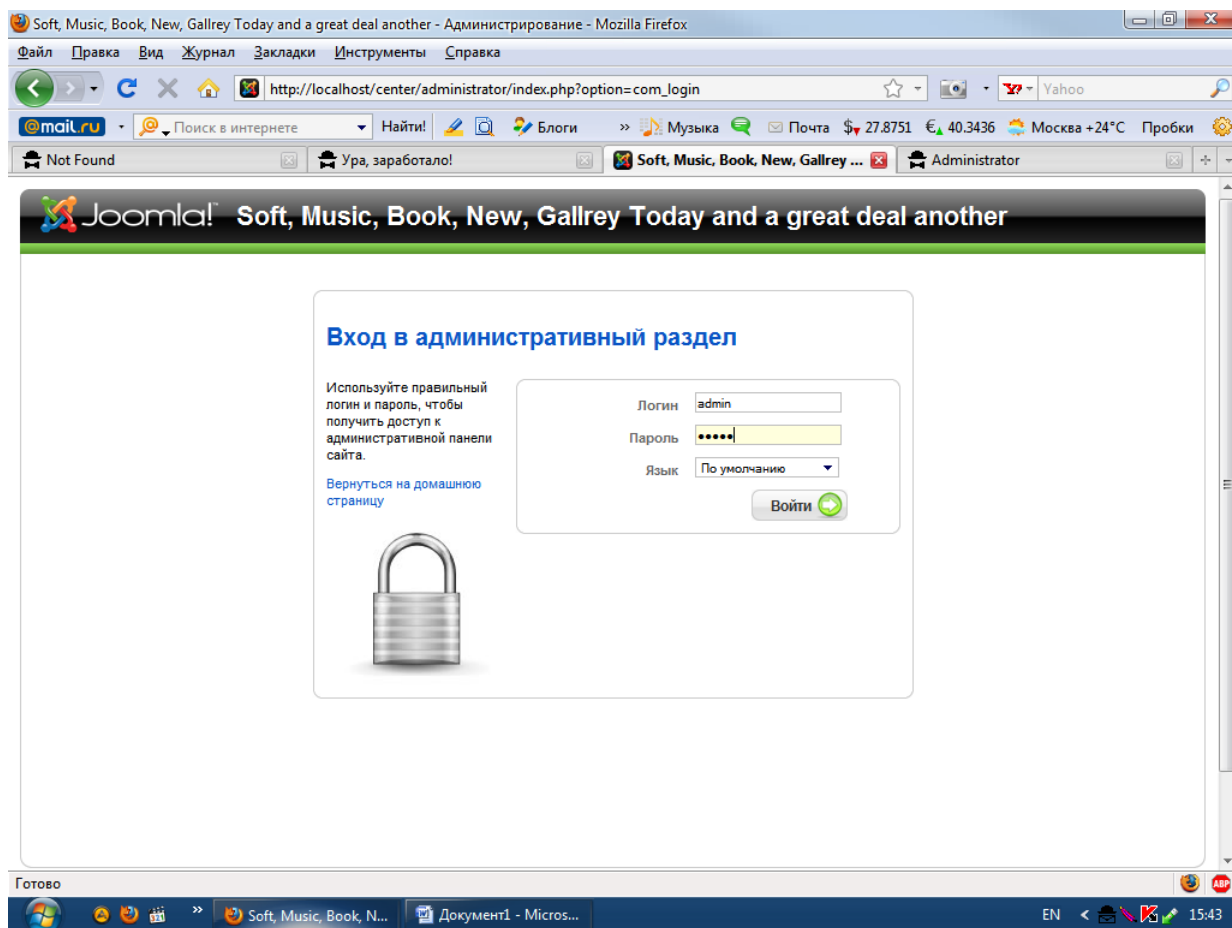 Soft, Music, Book, New, Gallrey Today and a great deal another - Администрирование - Mozilla Firefox
Файл Правка Вид Журнал Закладки Инструменты Справка
http://localhost/center/administrator/index.php?option=com_login Y? Yahoo
@mail.ru Поиск в интернете Найти! Блоги » Музыка Почта $ 27.8751 € 40.3436 Москва +24°C Пробки
Not Found Ура, заработало! Soft, Music, Book, New, Gallrey ... Administrator
Joomla! Soft, Music, Book, New, Gallrey Today and a great deal another
Вход в административный раздел
Используйте правильный
логин и пароль, чтобы
получить доступ к
административной панели
сайта.
Вернуться на домашнюю
страницу
Логин admin
Пароль •••••
Язык По умолчанию
Войти
Готово ABP
» Soft, Music, Book, N... Документ1 - Micros... EN < 15:43